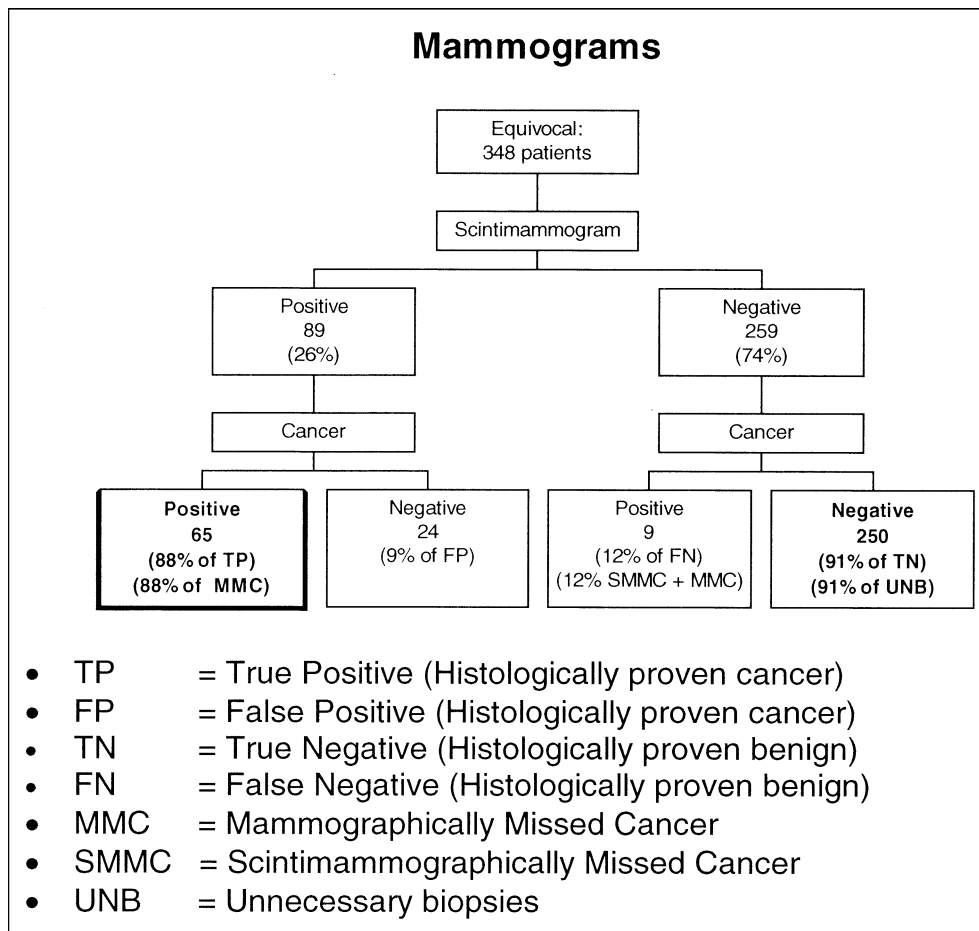 Mammograms
Equivocal:
348 patients
Scintimammogram
Positive
89
(26%)
Negative
259
(74%)
Cancer
Cancer
Positive
65
(88% of TP)
(88% of MMC)
Negative
24
(9% of FP)
Positive
9
(12% of FN)
(12% SMMC + MMC)
Negative
250
(91% of TN)
(91% of UNB)
• TP = True Positive (Histologically proven cancer)
• FP = False Positive (Histologically proven cancer)
• TN = True Negative (Histologically proven benign)
• FN = False Negative (Histologically proven benign)
• MMC = Mammographically Missed Cancer
• SMMC = Scintimammographically Missed Cancer
• UNB = Unnecessary biopsies